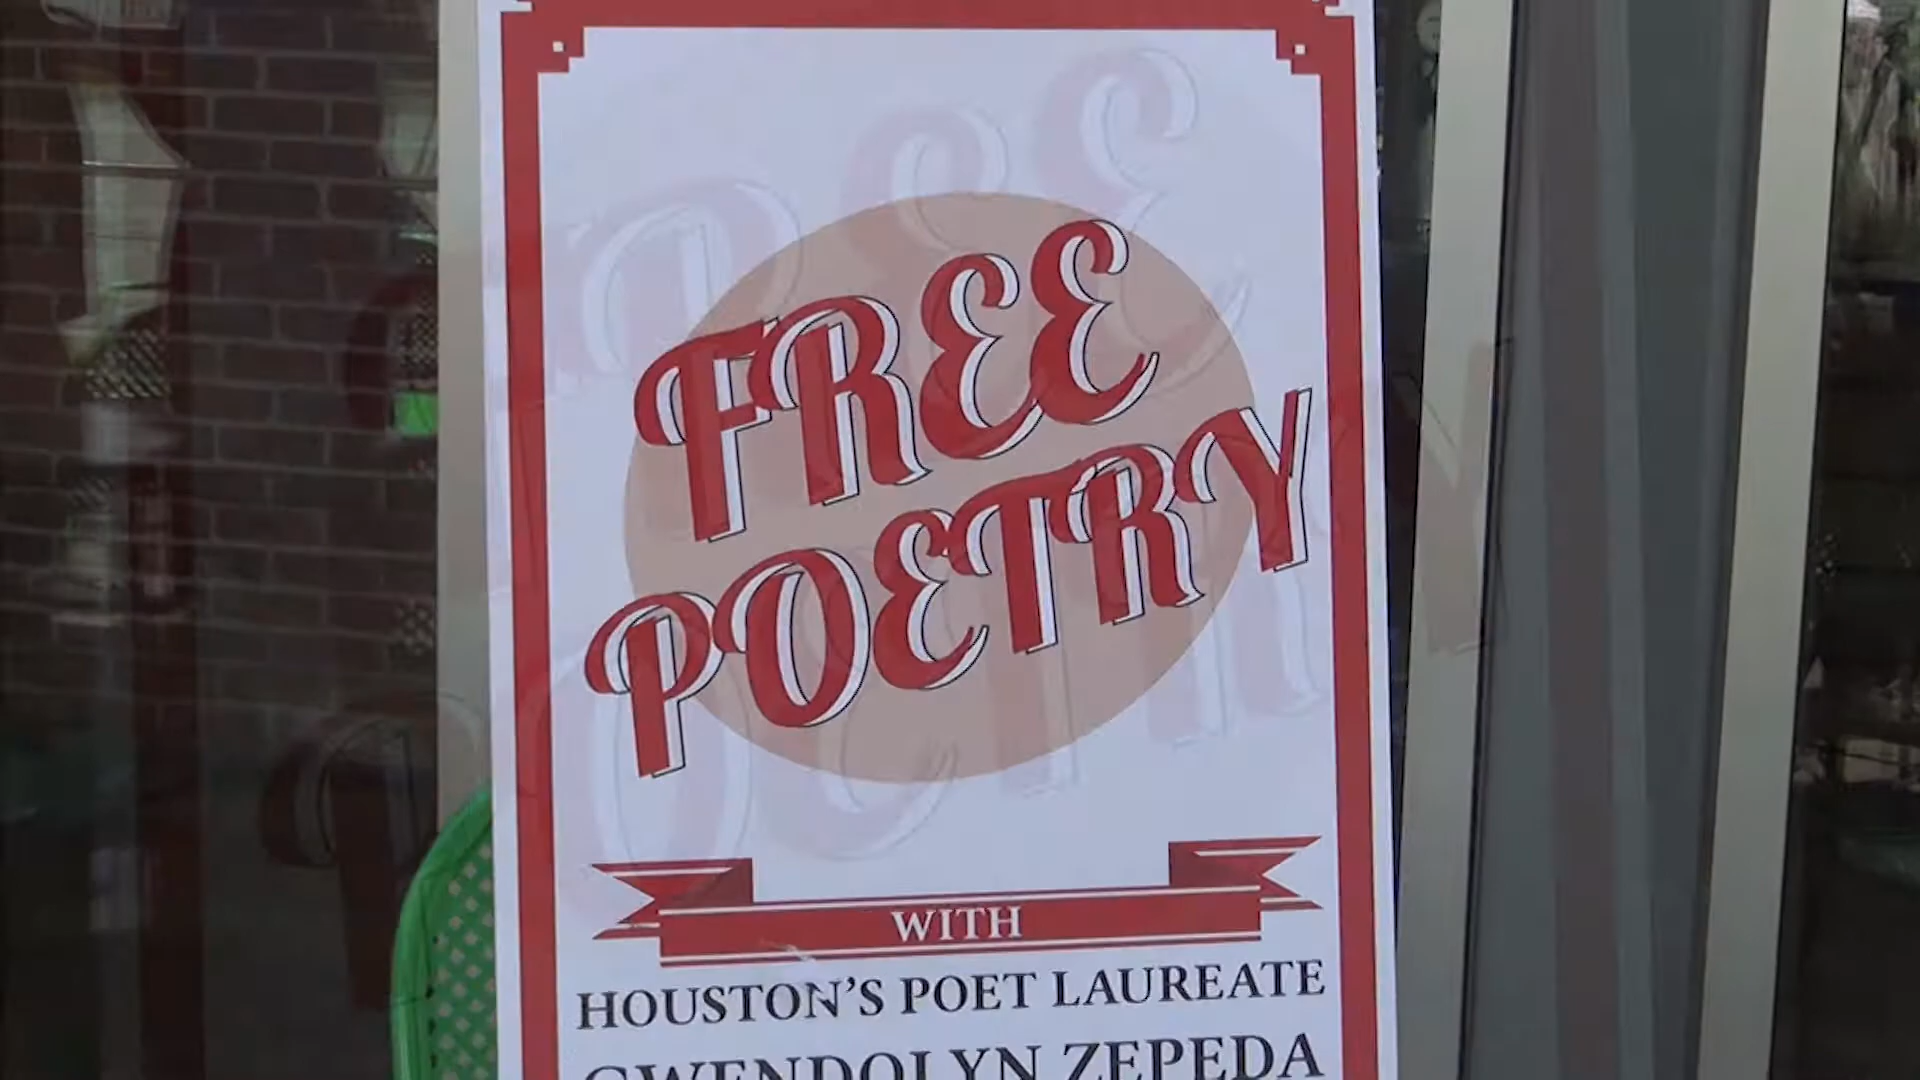 FREE
POETRY
WITH
HOUSTON'S POET LAUREATE
GWENDOLYN ZEPEDA